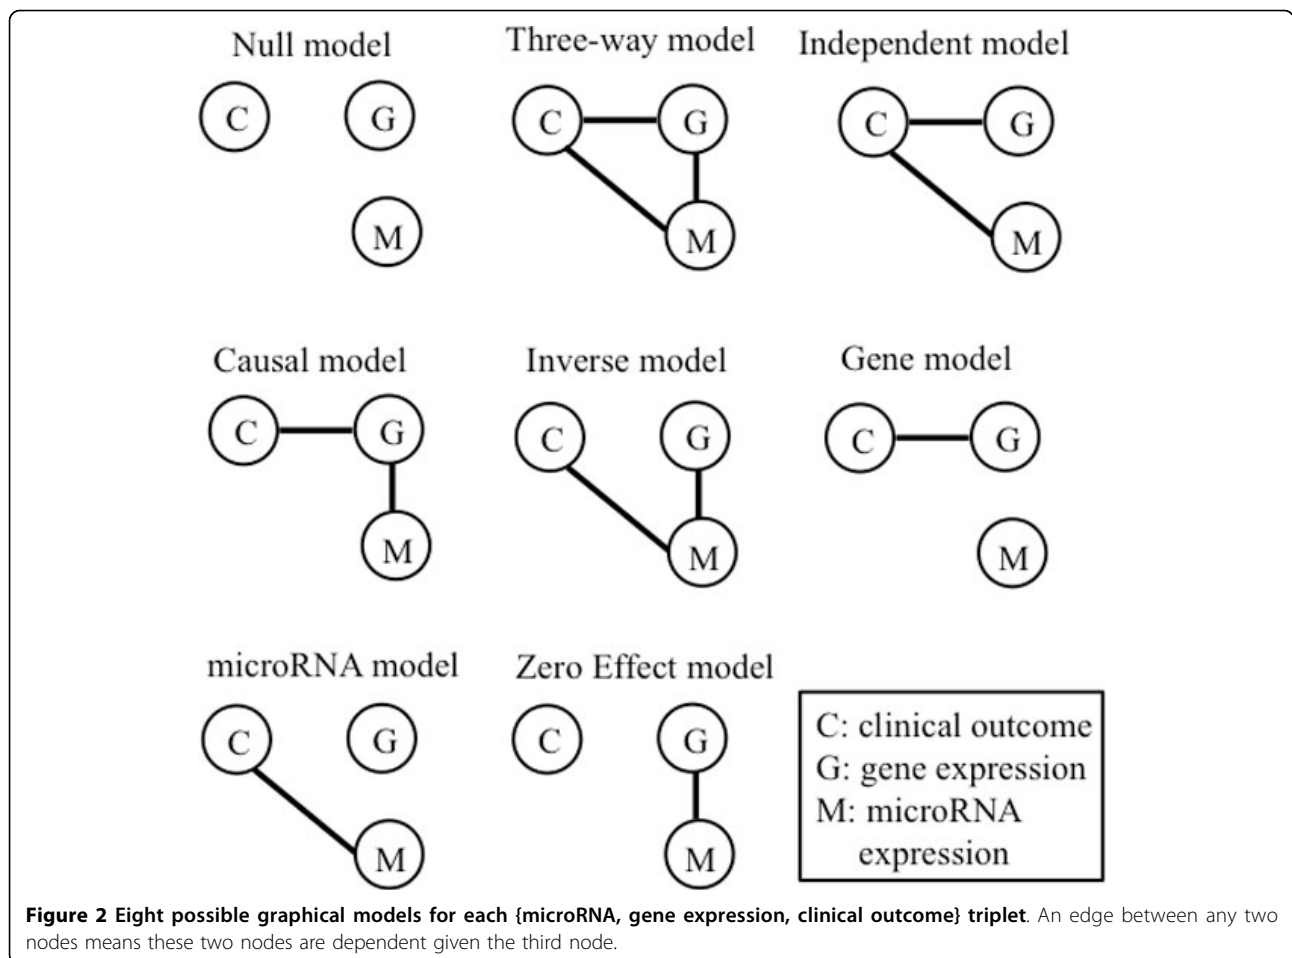 Null model
Three-way model
Independent model
C
G
M
C
G
M
C
G
M
Causal model
Inverse model
Gene model
C
G
M
C
G
M
C
G
M
microRNA model
Zero Effect model
C
G
M
C
G
M
C: clinical outcome
G: gene expression
M: microRNA
expression
Figure 2 Eight possible graphical models for each {microRNA, gene expression, clinical outcome} triplet. An edge between any two
nodes means these two nodes are dependent given the third node.